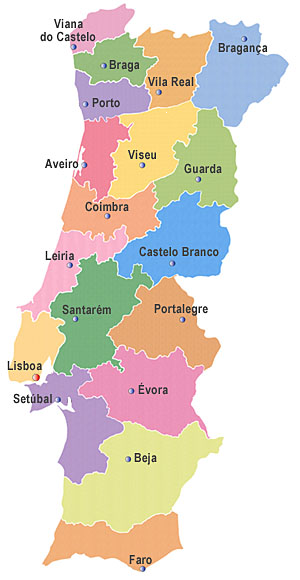 Viana
do Castelo
Bragança
Braga
Vila Real
Porto
Aveiro
Viseu
Guarda
Coimbra
Castelo Branco
Leiria
Santarém
Portalegre
Lisboa
Évora
Setúbal
Beja
Faro